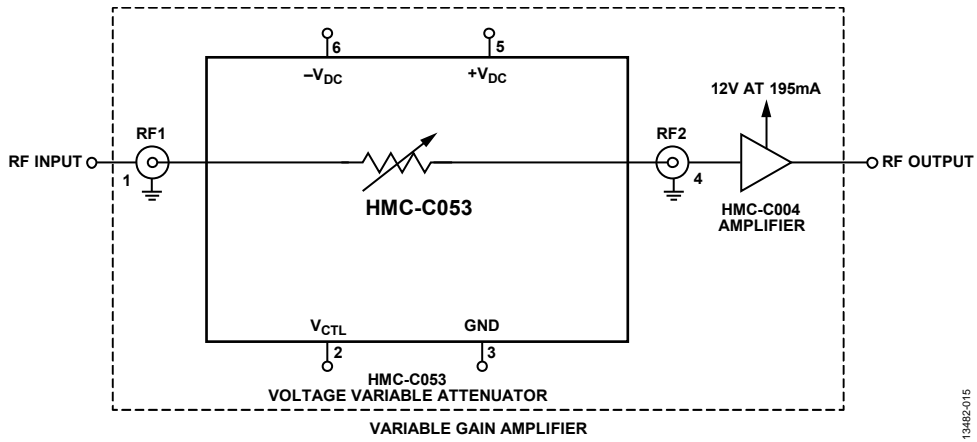 6
5
–VDC
+VDC
12V AT 195mA
RF1
RF2
RF INPUT
1
4
RF OUTPUT
HMC-C053
HMC-C004
AMPLIFIER
VCTL
GND
2
3
HMC-C053
VOLTAGE VARIABLE ATTENUATOR
VARIABLE GAIN AMPLIFIER
13482-015